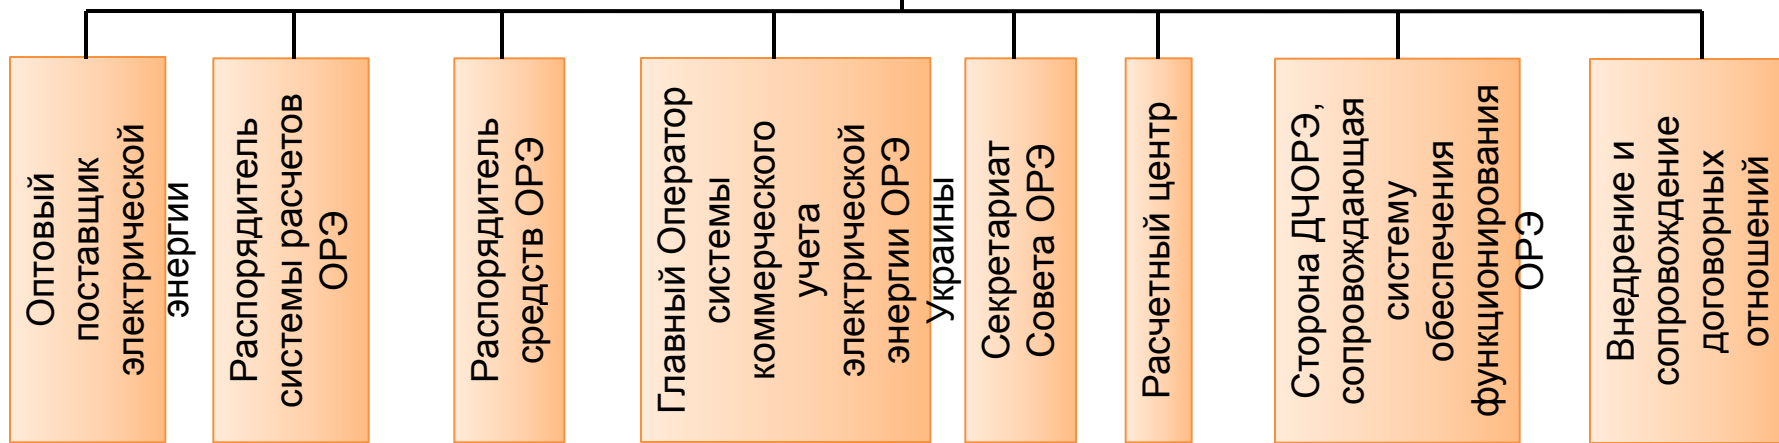 Оптовый
поставщик
электрической
энергии
Распорядитель
системы расчетов
ОРЭ
Распорядитель
средств ОРЭ
Главный Оператор
системы
коммерческого
учета
электрической
энергии ОРЭ
Украины
Секретариат
Совета ОРЭ
Расчетный центр
Сторона ДЧОРЭ,
сопровождающая
систему
обеспечения
функционирования
ОРЭ
Внедрение и
сопровождение
договорных
отношений